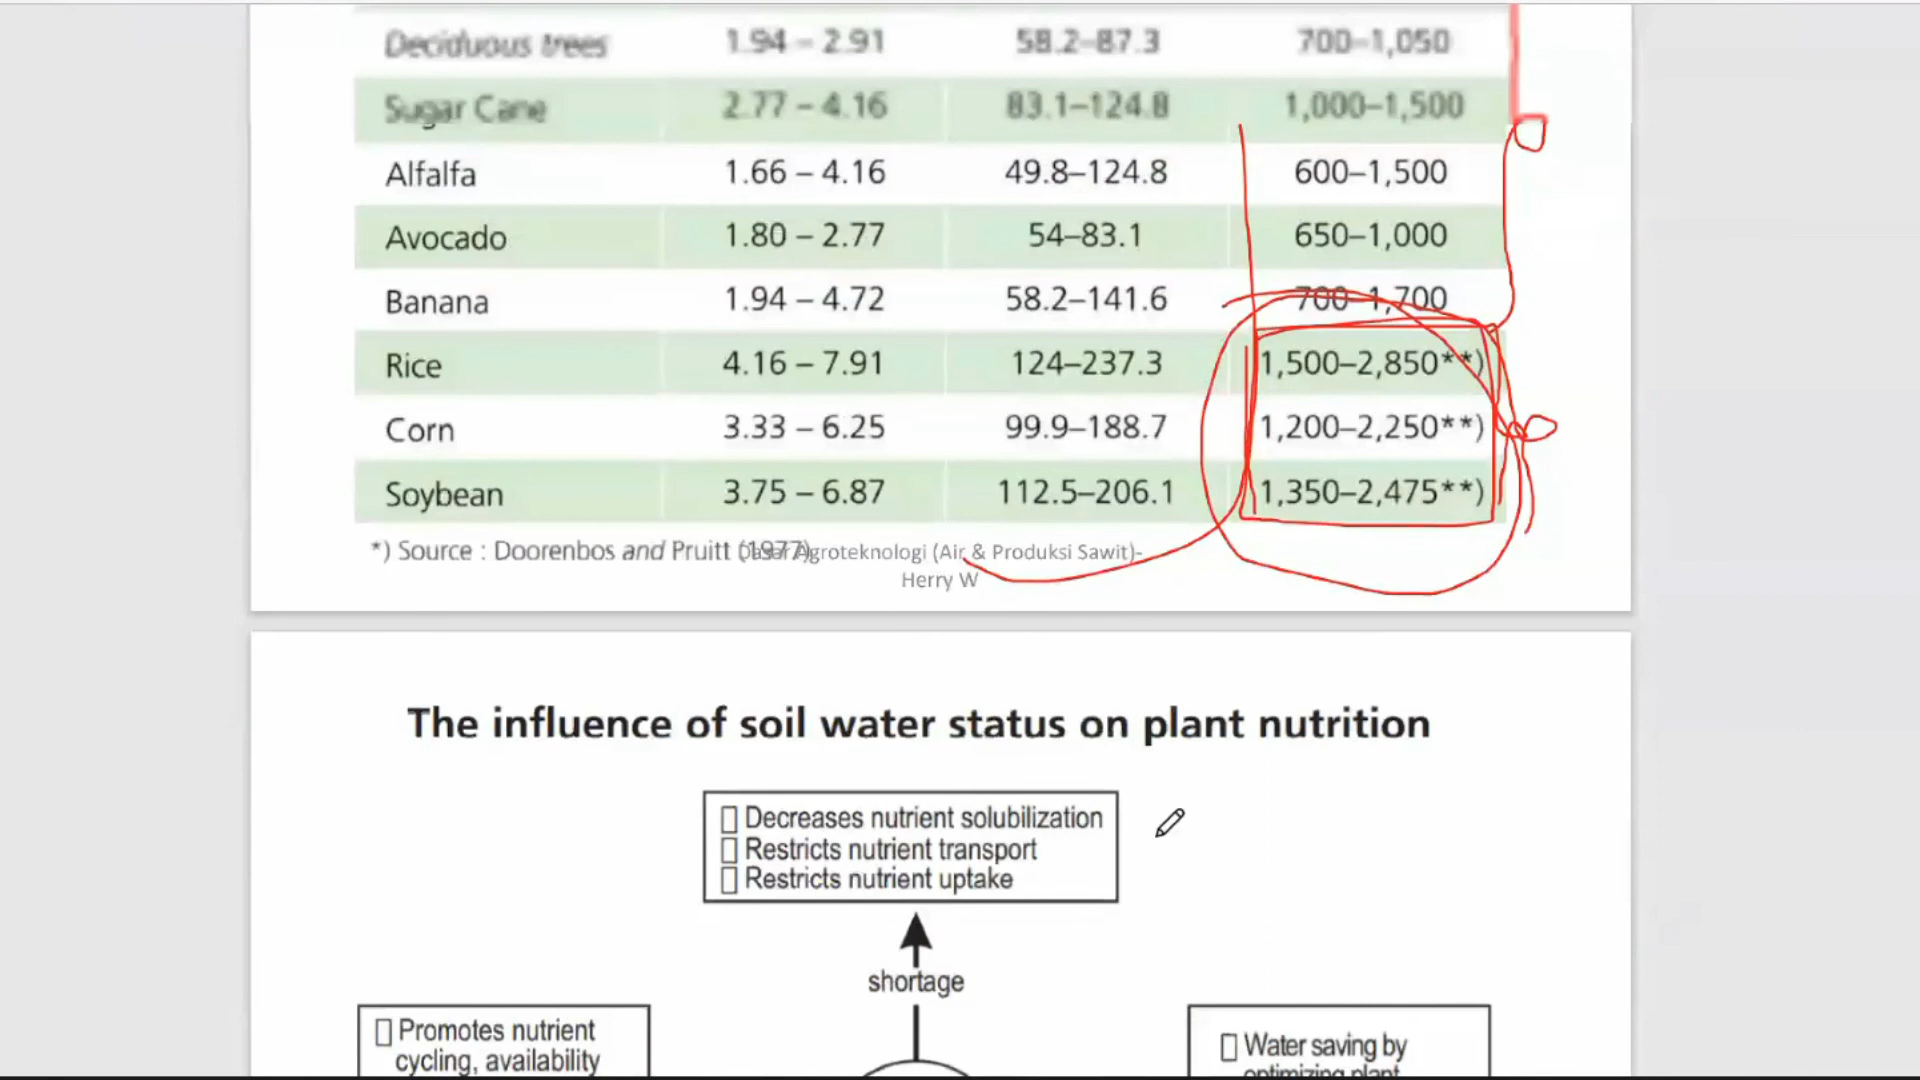 Deciduous trees 1.94 – 2.91 58.2–87.3 700–1,050
Sugar Cane 2.77 – 4.16 83.1–124.8 1,000–1,500
Alfalfa 1.66 – 4.16 49.8–124.8 600–1,500
Avocado 1.80 – 2.77 54–83.1 650–1,000
Banana 1.94 – 4.72 58.2–141.6 700–1,700
Rice 4.16 – 7.91 124–237.3 1,500–2,850**)
Corn 3.33 – 6.25 99.9–188.7 1,200–2,250**)
Soybean 3.75 – 6.87 112.5–206.1 1,350–2,475**)
*) Source : Doorenbos and Pruitt (1977)
Dasar Agroteknologi (Air & Produksi Sawit)-
Herry W
The influence of soil water status on plant nutrition
Decreases nutrient solubilization
Restricts nutrient transport
Restricts nutrient uptake
shortage
Promotes nutrient
cycling, availability
Water saving by
optimizing plant